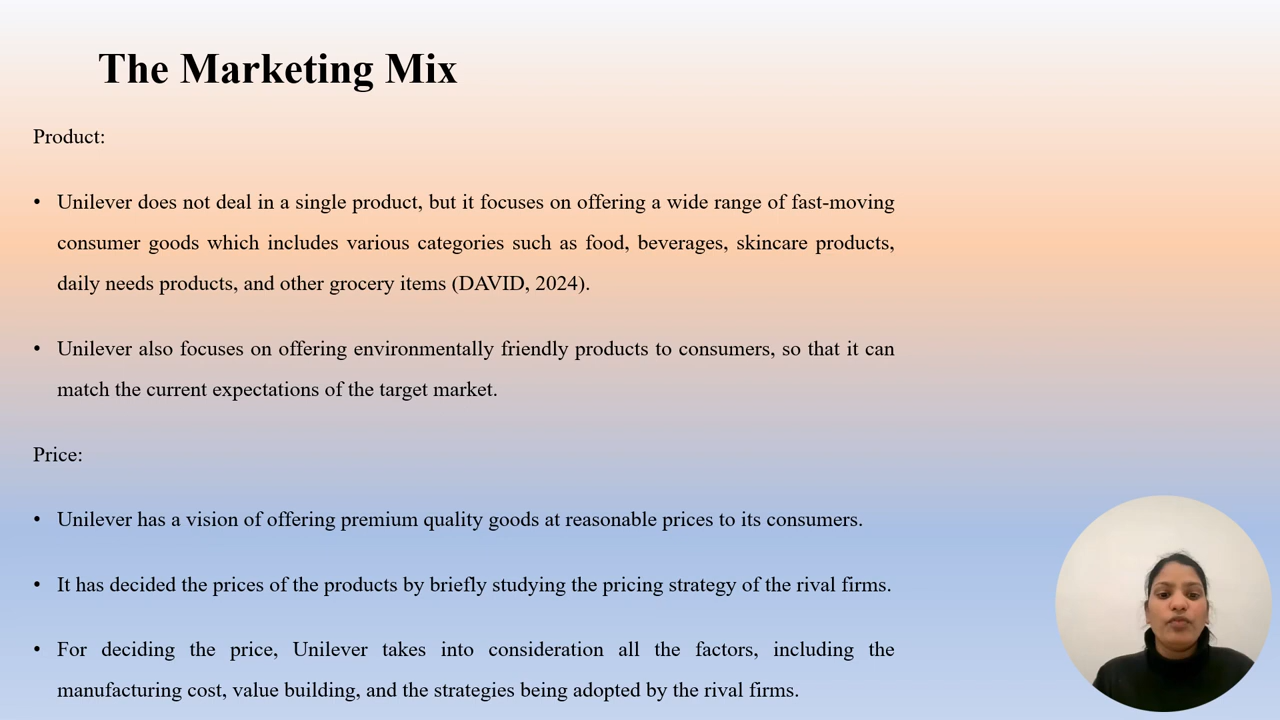 The Marketing Mix
Product:
• Unilever does not deal in a single product, but it focuses on offering a wide range of fast-moving
consumer goods which includes various categories such as food, beverages, skincare products,
daily needs products, and other grocery items (DAVID, 2024).
• Unilever also focuses on offering environmentally friendly products to consumers, so that it can
match the current expectations of the target market.
Price:
• Unilever has a vision of offering premium quality goods at reasonable prices to its consumers.
• It has decided the prices of the products by briefly studying the pricing strategy of the rival firms.
• For deciding the price, Unilever takes into consideration all the factors, including the
manufacturing cost, value building, and the strategies being adopted by the rival firms.